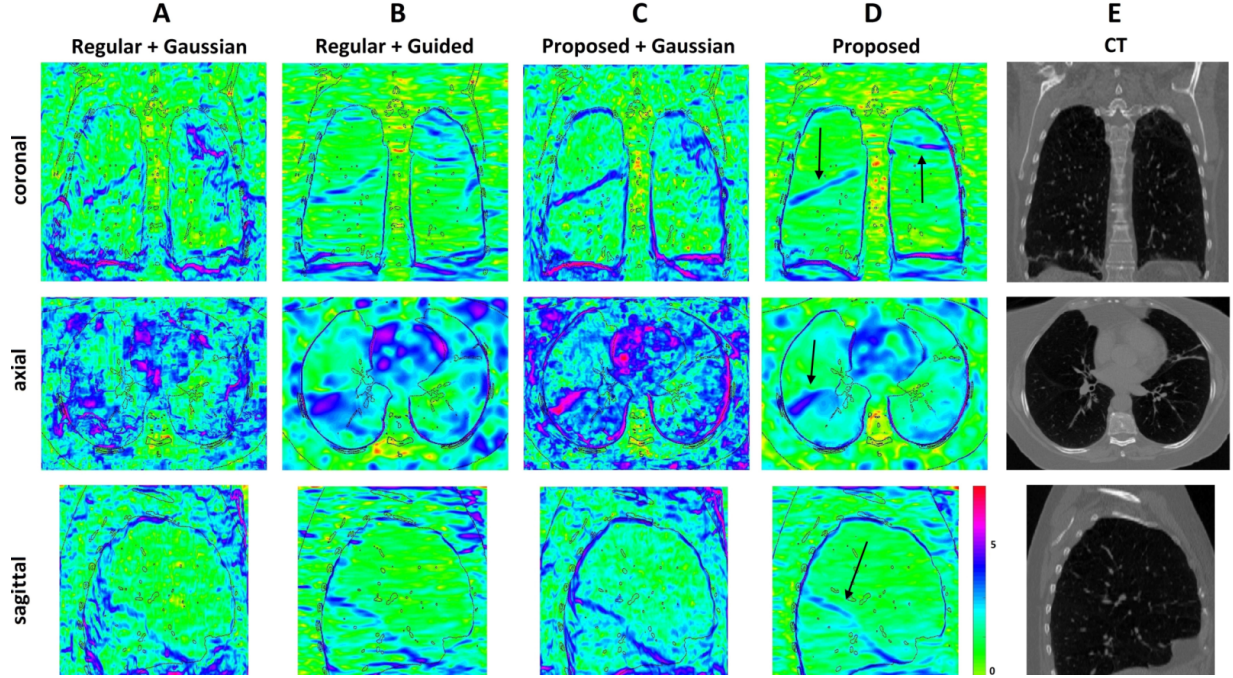 A B C D E
Regular + Gaussian Regular + Guided Proposed + Gaussian Proposed CT
coronal
axial
sagittal
5
0